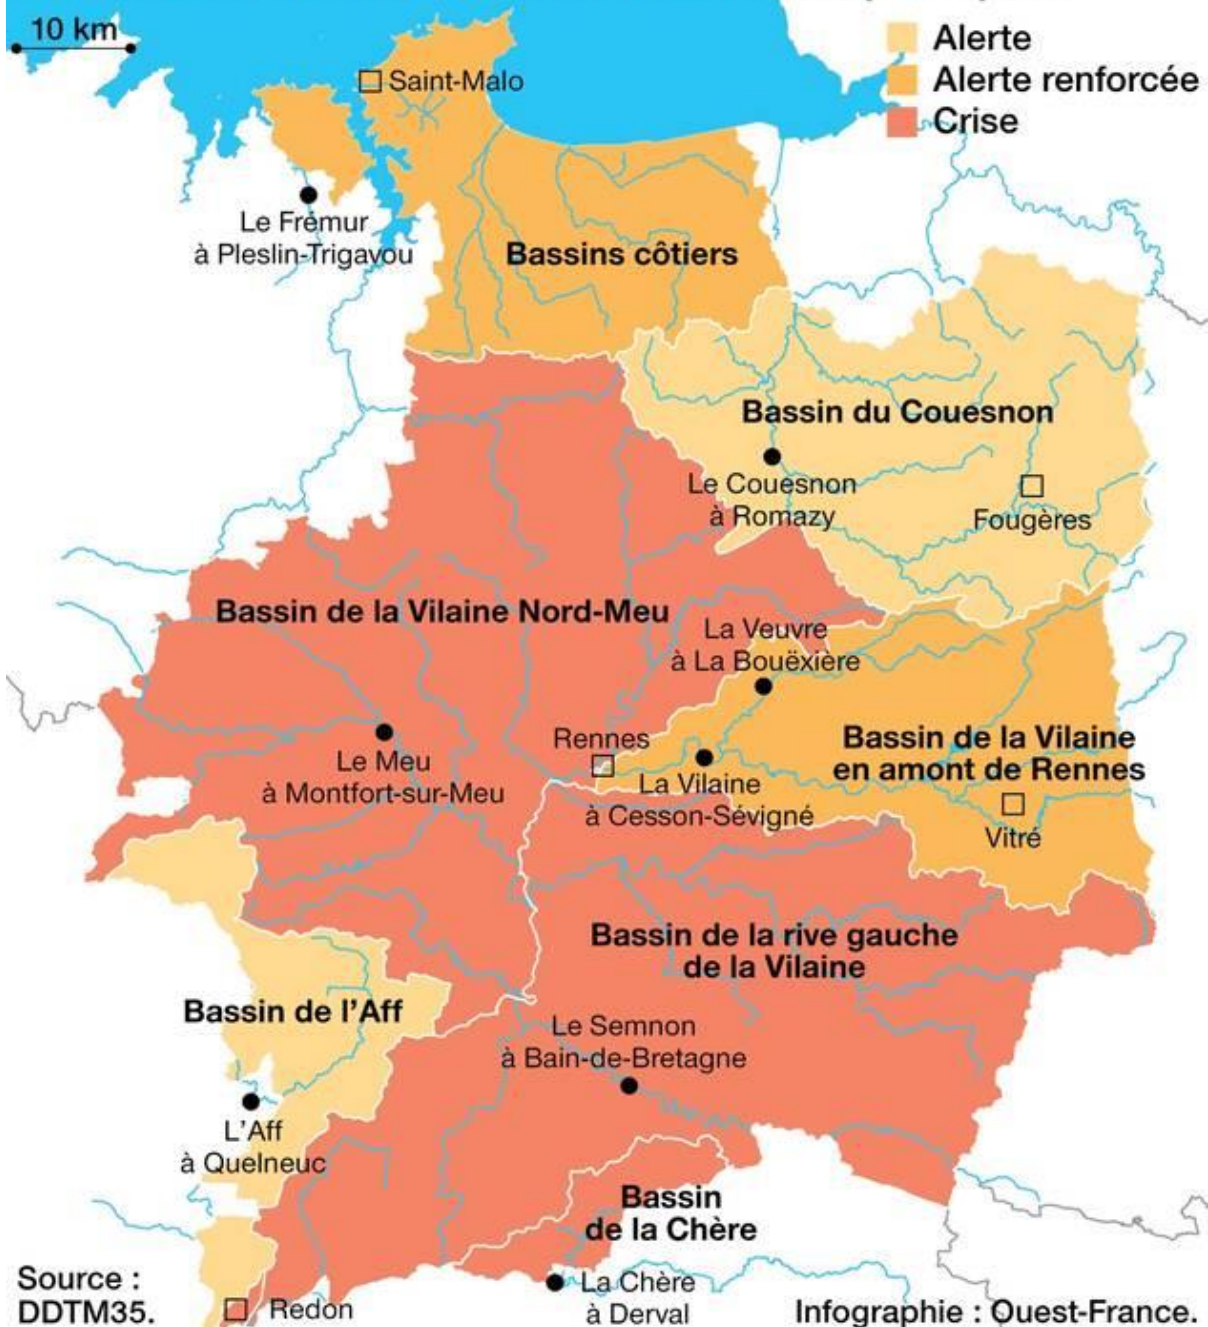 10 km
Alerte
Alerte renforcée
Crise
Saint-Malo
Le Frémur
à Pleslin-Trigavou
Bassins côtiers
Bassin du Couesnon
Le Couesnon
à Romazy
Fougères
Bassin de la Vilaine Nord-Meu
La Veuvre
à La Bouëxière
Rennes
Bassin de la Vilaine
en amont de Rennes
Le Meu
à Montfort-sur-Meu
La Vilaine
à Cesson-Sévigné
Vitré
Bassin de la rive gauche
de la Vilaine
Bassin de l'Aff
Le Semnon
à Bain-de-Bretagne
L'Aff
à Quelneuc
Bassin
de la Chère
La Chère
à Derval
Redon
Source :
DDTM35.
Infographie : Ouest-France.